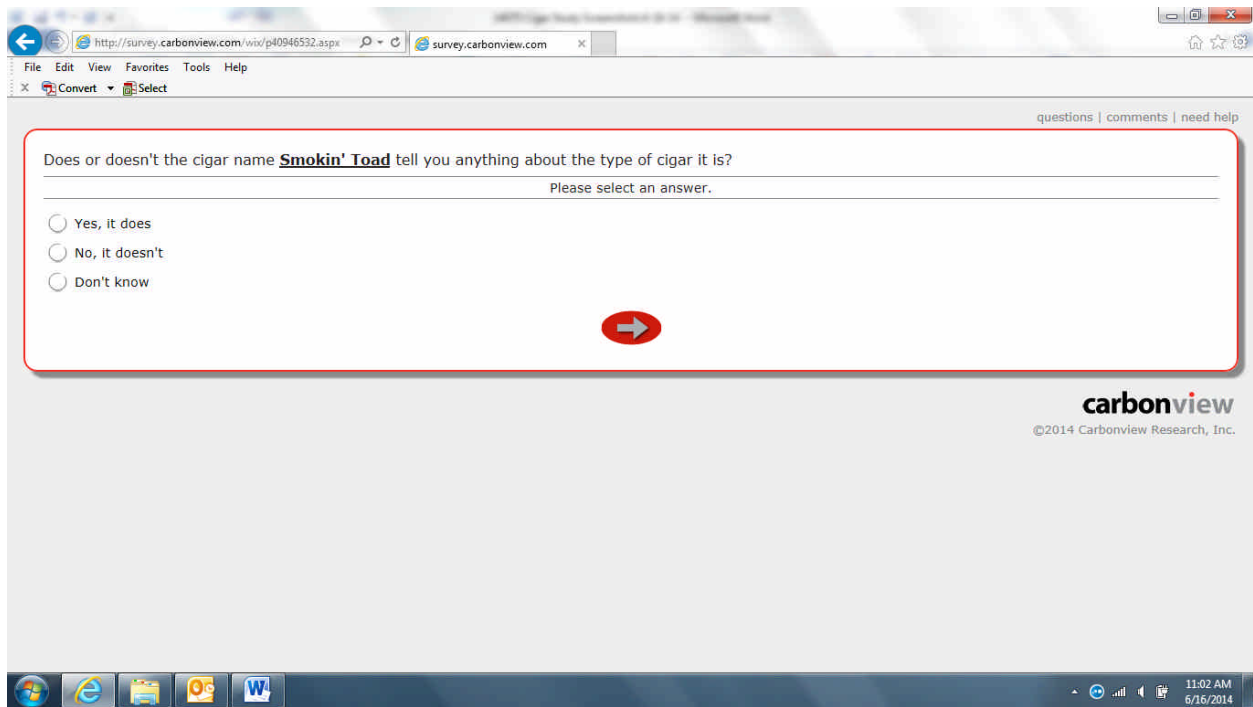 http://survey.carbonview.com/wix/p40946532.aspx
survey.carbonview.com
File Edit View Favorites Tools Help
Convert Select
questions | comments | need help
Does or doesn't the cigar name Smokin' Toad tell you anything about the type of cigar it is?
Please select an answer.
Yes, it does
No, it doesn't
Don't know
carbonview
©2014 Carbonview Research, Inc.
11:02 AM
6/16/2014